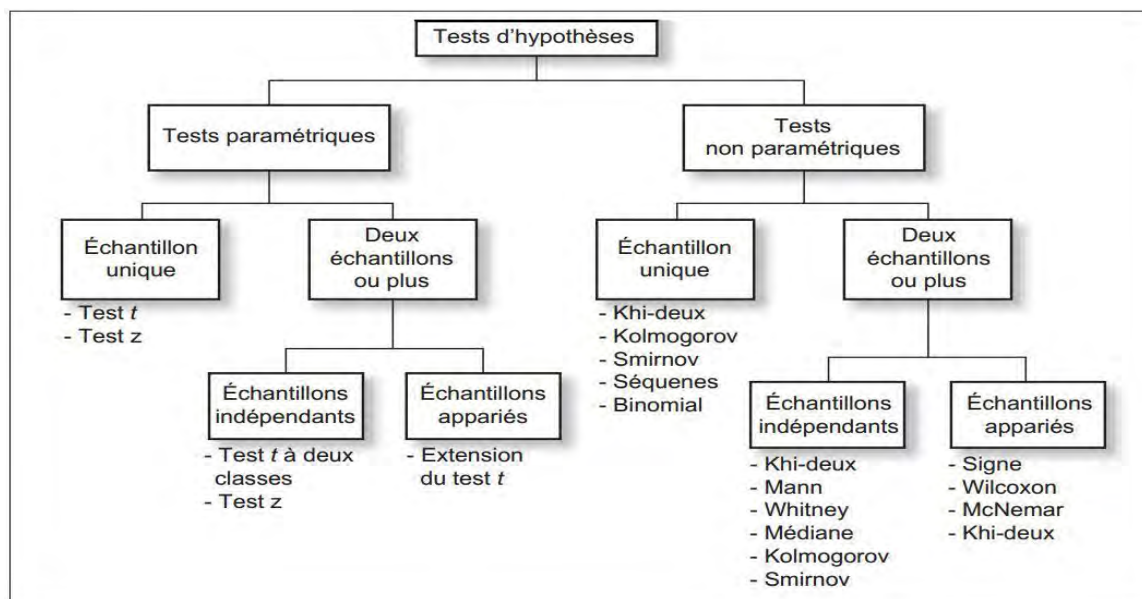 Tests d'hypothèses
Tests paramétriques
Tests
non paramétriques
Échantillon
unique
- Test t
- Test z
Deux
échantillons
ou plus
Échantillons
indépendants
- Test t à deux
classes
- Test z
Échantillons
appariés
- Extension
du test t
Échantillon
unique
- Khi-deux
- Kolmogorov
- Smirnov
- Séquenes
- Binomial
Deux
échantillons
ou plus
Échantillons
indépendants
- Khi-deux
- Mann
- Whitney
- Médiane
- Kolmogorov
- Smirnov
Échantillons
appariés
- Signe
- Wilcoxon
- McNemar
- Khi-deux